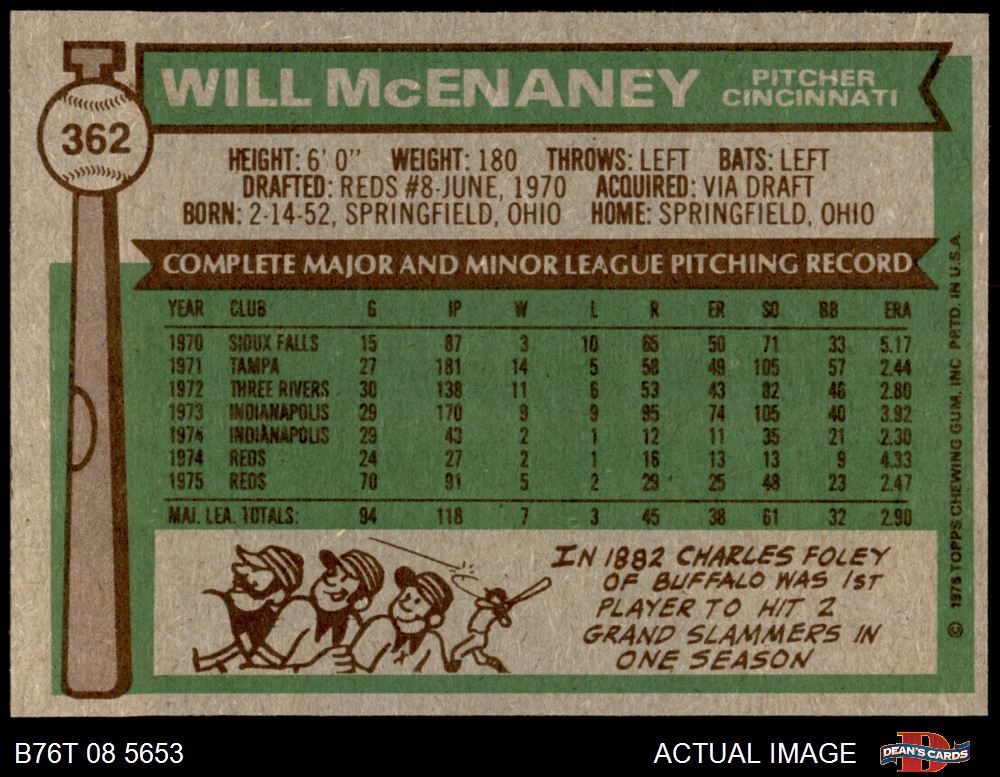 WILL McENANEY
PITCHER
CINCINNATI
362
HEIGHT: 6' 0" WEIGHT: 180 THROWS: LEFT BATS: LEFT
DRAFTED: REDS #8-JUNE, 1970 ACQUIRED: VIA DRAFT
BORN: 2-14-52, SPRINGFIELD, OHIO HOME: SPRINGFIELD, OHIO
COMPLETE MAJOR AND MINOR LEAGUE PITCHING RECORD
YEAR CLUB G IP W L R ER SO BB ERA
1970 SIOUX FALLS 15 87 3 10 65 50 71 33 5.17
1971 TAMPA 27 181 14 5 58 49 105 57 2.44
1972 THREE RIVERS 30 138 11 6 53 43 82 46 2.80
1973 INDIANAPOLIS 29 170 9 9 95 74 105 40 3.92
1974 INDIANAPOLIS 29 43 2 1 12 11 35 21 2.30
1974 REDS 24 27 2 1 16 13 13 9 4.33
1975 REDS 70 91 5 2 29 25 48 23 2.47
MAJ. LEA. TOTALS: 94 118 7 3 45 38 61 32 2.90
IN 1882 CHARLES FOLEY
OF BUFFALO WAS 1ST
PLAYER TO HIT 2
GRAND SLAMMERS IN
ONE SEASON
© 1976 TOPPS CHEWING GUM, INC. PRTD. IN U.S.A.
B76T 08 5653
ACTUAL IMAGE
DEAN'S CARDS